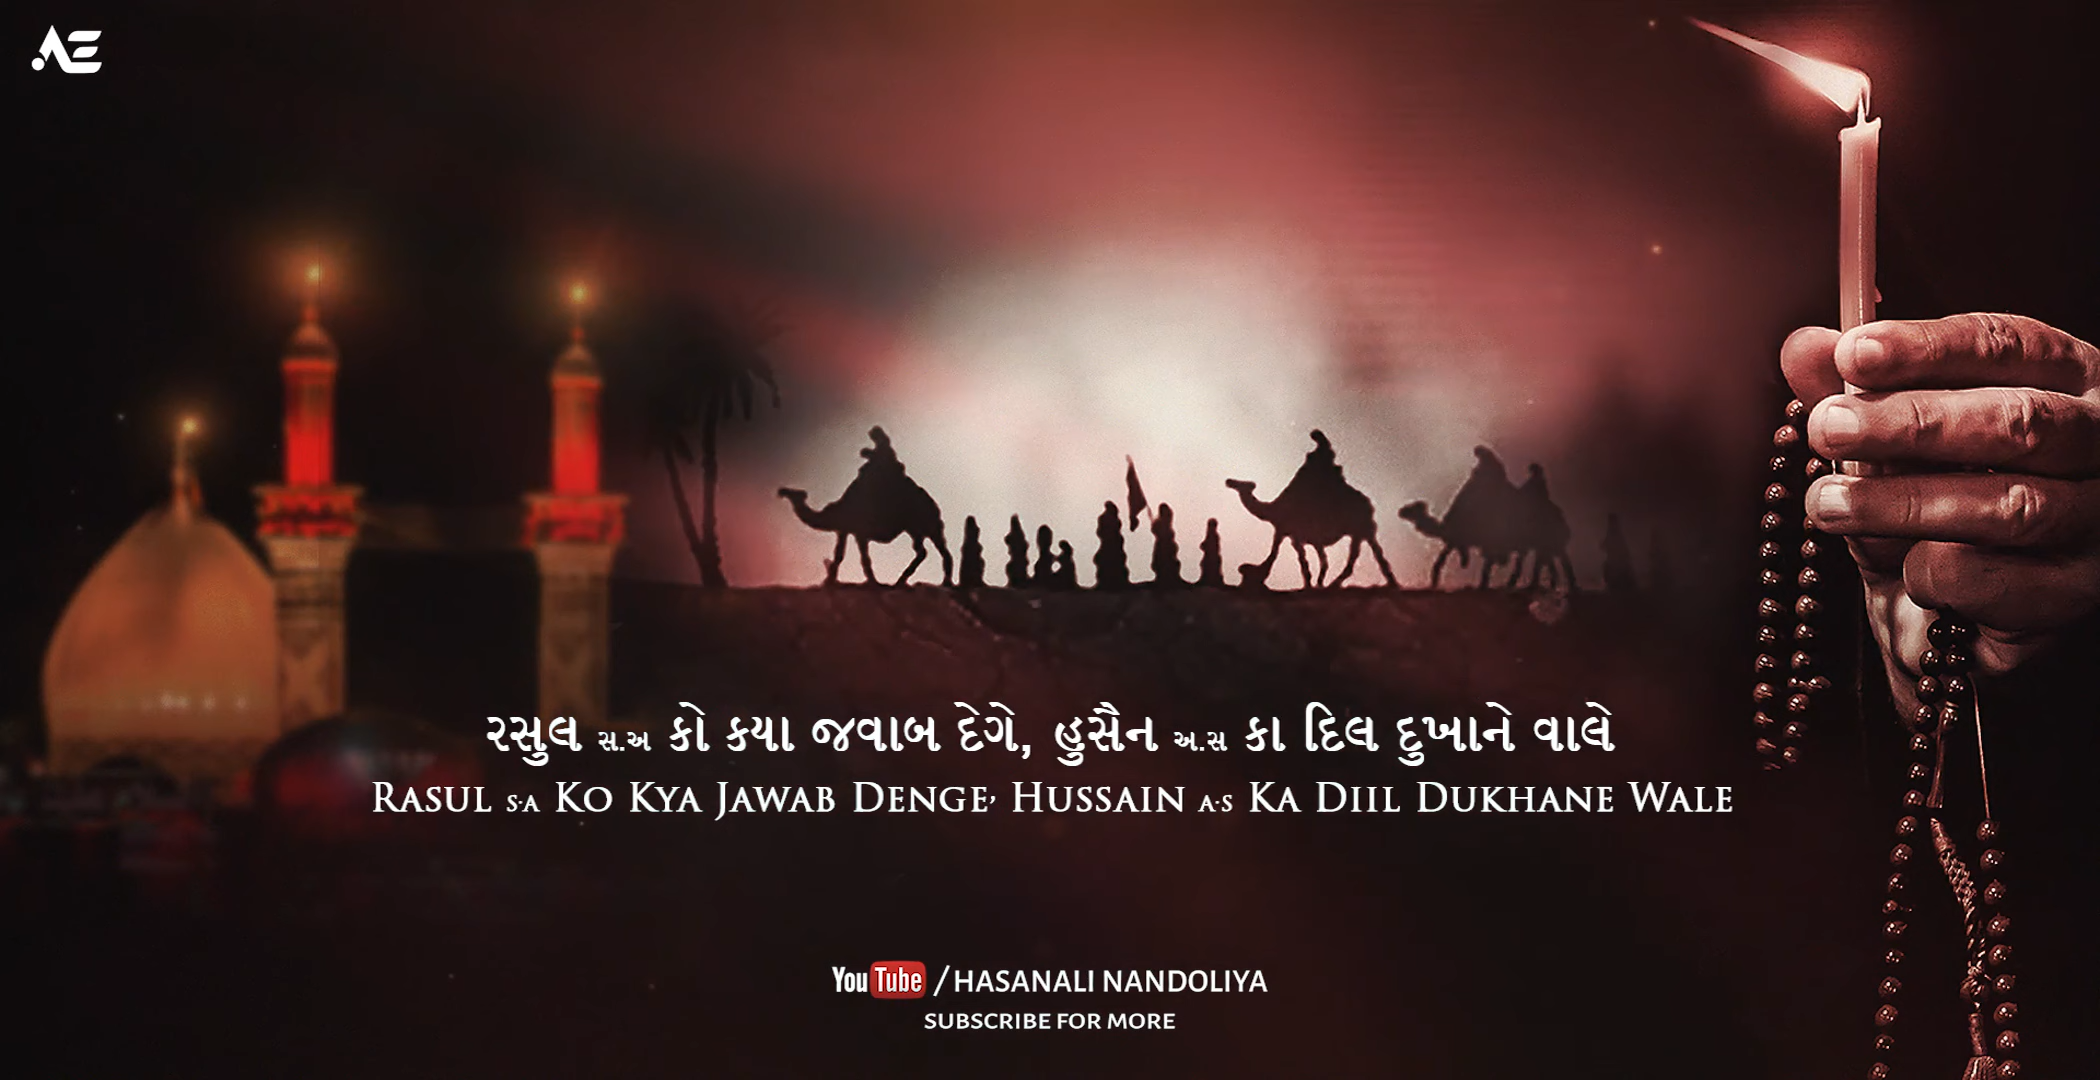 AE
રસુલ સ.અ કો ક્યા જવાબ દેગે, હુસૈન અ.સ કા દિલ દુખાને વાલે
RASUL S.A KO KYA JAWAB DENGE, HUSSAIN A.S KA DIIL DUKHANE WALE
YouTube /HASANALI NANDOLIYA
SUBSCRIBE FOR MORE